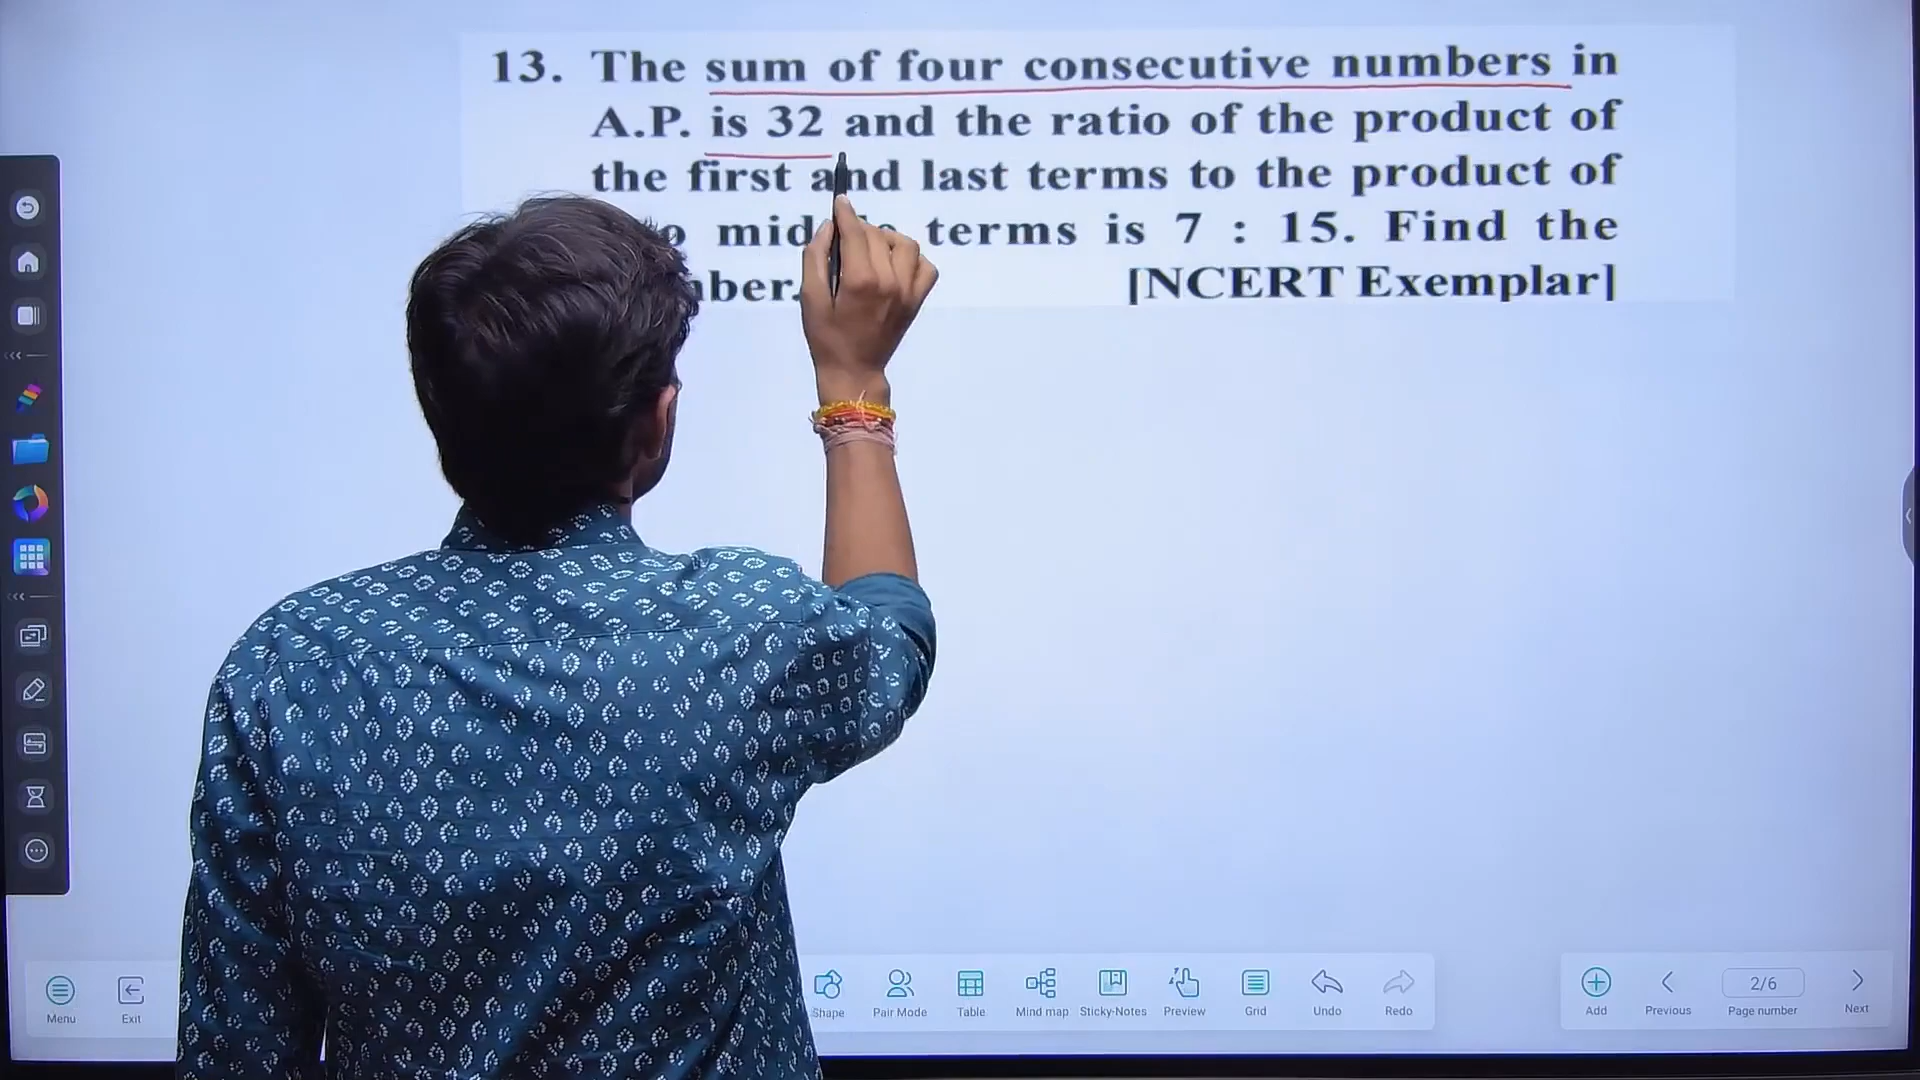 13. The sum of four consecutive numbers in
A.P. is 32 and the ratio of the product of
the first and last terms to the product of
terms is 7 : 15. Find the
[NCERT Exemplar]
Menu
Exit
Shape
Pair Mode
Table
Mind map
Sticky-Notes
Preview
Grid
Undo
Redo
Add
Previous
2/6
Page number
Next